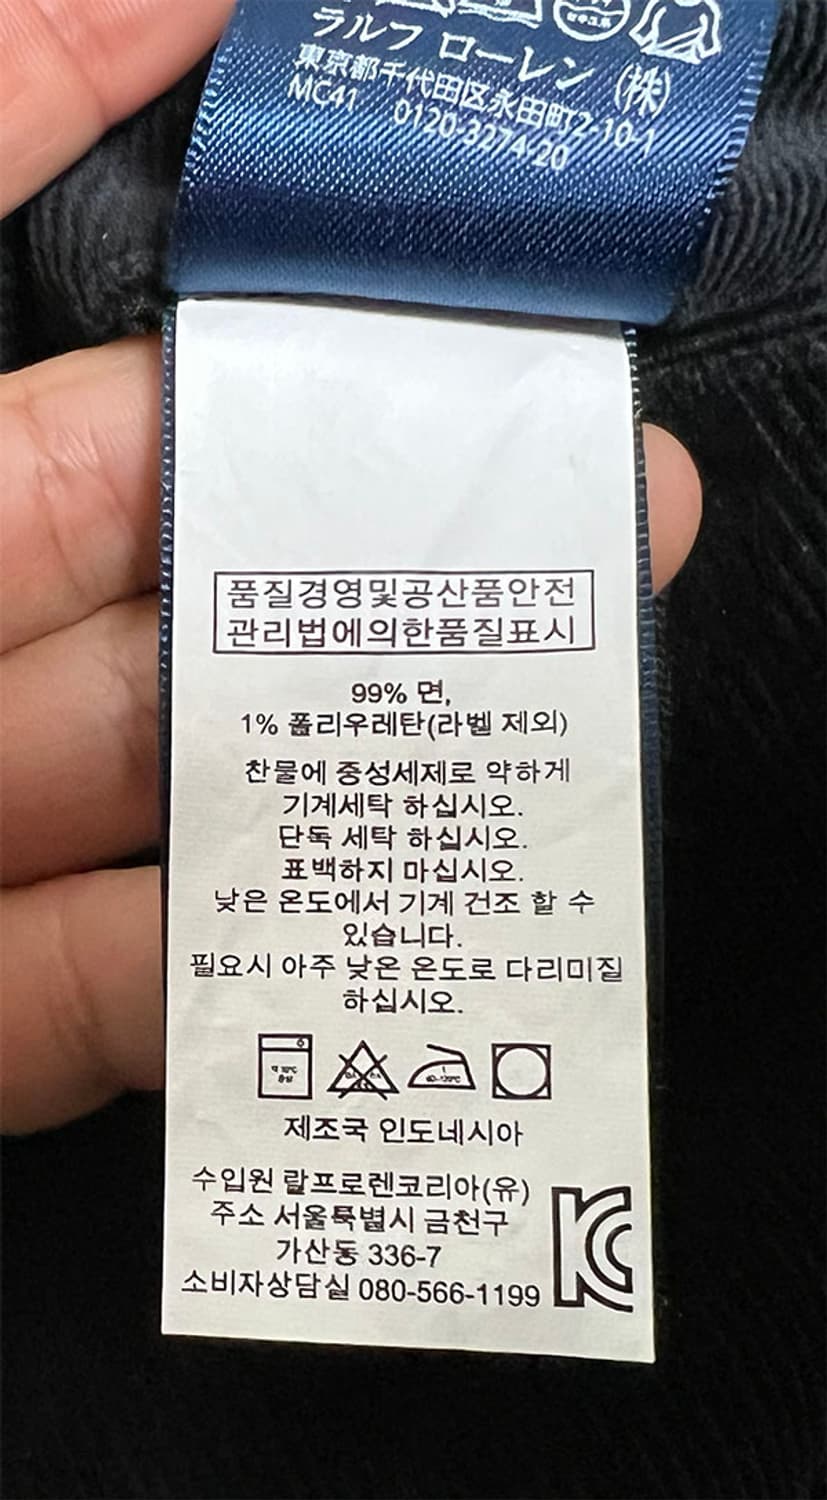 ラルフ ローレン (株)
東京都千代田区永田町2-10-1
MC41 0120-3274-20
품질경영및공산품안전
관리법에의한품질표시
99% 면,
1% 폴리우레탄(라벨 제외)
찬물에 중성세제로 약하게
기계세탁 하십시오.
단독 세탁 하십시오.
표백하지 마십시오.
낮은 온도에서 기계 건조 할 수
있습니다.
필요시 아주 낮은 온도로 다리미질
하십시오.
제조국 인도네시아
수입원 랄프로렌코리아(유)
주소 서울특별시 금천구
가산동 336-7
소비자상담실 080-566-1199